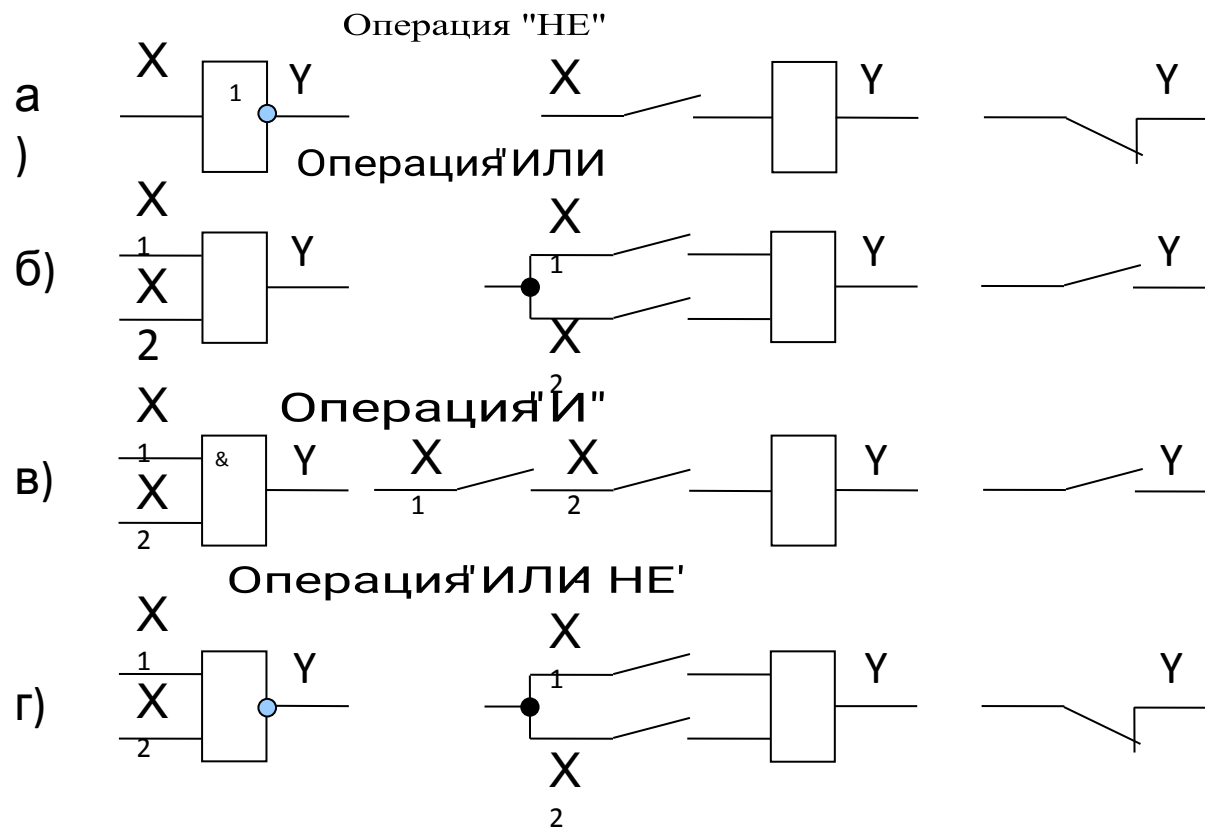 Операция "НЕ"
а
)
X
1
Y
X
Y
Y
Операция "ИЛИ
б)
X
1
X
2
Y
X
1
X
2
Y
Y
Операция "И"
в)
X
1
X
2
&
Y
X
1
X
2
Y
Y
Операция "ИЛИ НЕ'
г)
X
1
X
2
Y
X
1
X
2
Y
Y